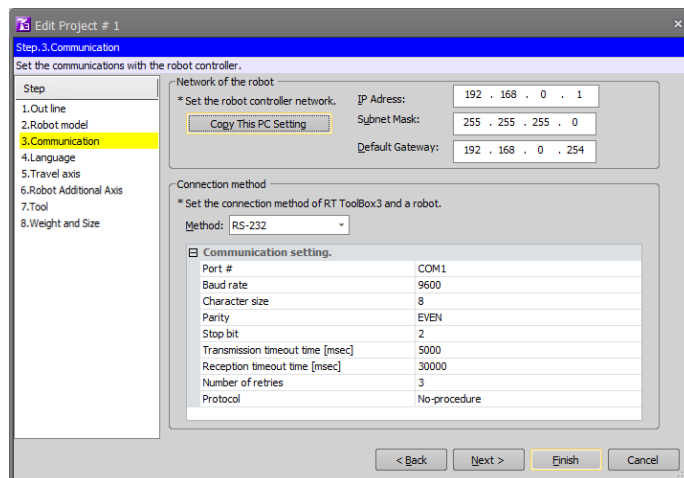 Edit Project # 1
Step.3.Communication
Set the communications with the robot controller.
Step
1.Out line
2.Robot model
3.Communication
4.Language
5.Travel axis
6.Robot Additional Axis
7.Tool
8.Weight and Size
Network of the robot
* Set the robot controller network.
Copy This PC Setting
IP Adress: 192 . 168 . 0 . 1
Subnet Mask: 255 . 255 . 255 . 0
Default Gateway: 192 . 168 . 0 . 254
Connection method
* Set the connection method of RT ToolBox3 and a robot.
Method: RS-232
Communication setting.
Port # COM1
Baud rate 9600
Character size 8
Parity EVEN
Stop bit 2
Transmission timeout time [msec] 5000
Reception timeout time [msec] 30000
Number of retries 3
Protocol No-procedure
< Back Next > Finish Cancel